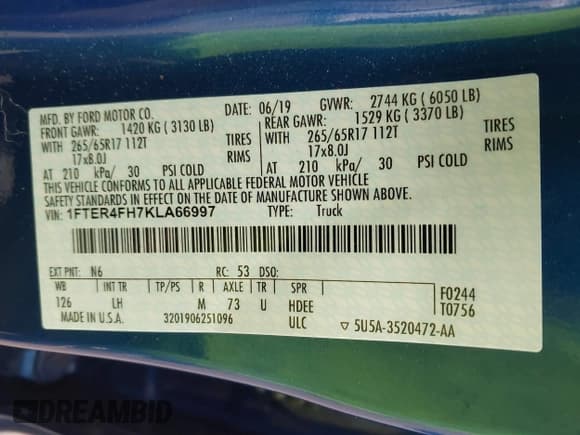 MFD. BY FORD MOTOR CO. DATE: 06/19 GVWR: 2744 KG ( 6050 LB)
FRONT GAWR: 1420 KG ( 3130 LB) REAR GAWR: 1529 KG ( 3370 LB)
WITH 265/65R17 112T TIRES WITH 265/65R17 112T TIRES
17x8.0J RIMS 17x8.0J RIMS
AT 210 kPa/ 30 PSI COLD AT 210 kPa/ 30 PSI COLD
THIS VEHICLE CONFORMS TO ALL APPLICABLE FEDERAL MOTOR VEHICLE
SAFETY STANDARDS IN EFFECT ON THE DATE OF MANUFACTURE SHOWN ABOVE.
VIN: 1FTER4FH7KLA66997 TYPE: Truck
EXT PNT: N6 RC: 53 DSO:
WB INT TR TP/PS R AXLE TR SPR F0244
126 LH M 73 U HDEE T0756
MADE IN U.S.A. 3201906251096 ULC ▽ 5U5A-3520472-AA
DREAMBID